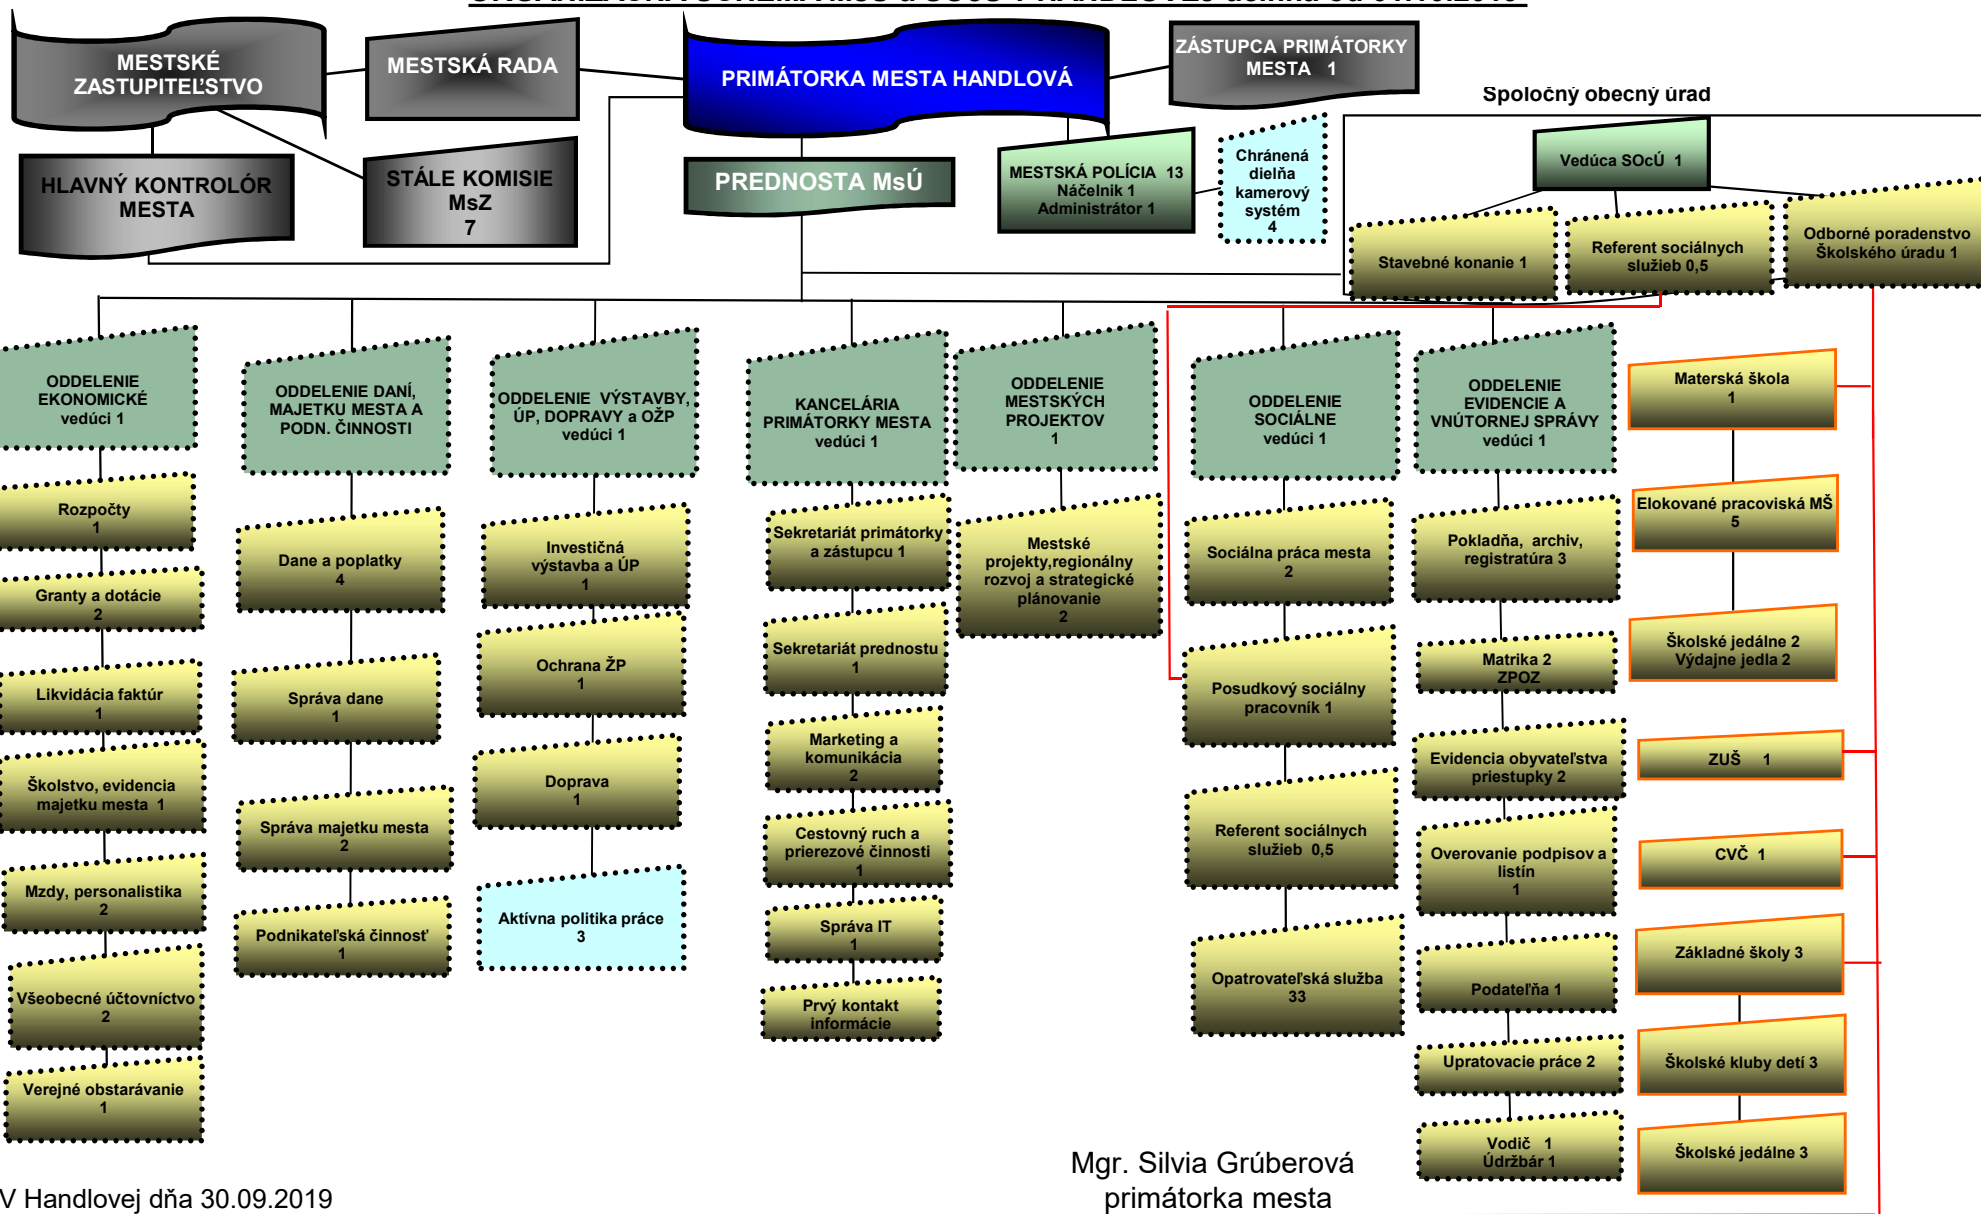 MESTSKÉ
ZASTUPITEĽSTVO
MESTSKÁ RADA
PRIMÁTORKA MESTA HANDLOVÁ
ZÁSTUPCA PRIMÁTORKY
MESTA 1
Spoločný obecný úrad
HLAVNÝ KONTROLÓR
MESTA
STÁLE KOMISIE
MsZ
7
PREDNOSTA MsÚ
MESTSKÁ POLÍCIA 13
Náčelnik 1
Administrátor 1
Chránená
dielňa
kamerový
systém
4
Vedúca SOcÚ 1
Stavebné konanie 1
Referent sociálnych
služieb 0,5
Odborné poradenstvo
Školského úradu 1
ODDELENIE
EKONOMICKÉ
vedúci 1
Rozpočty
1
Granty a dotácie
2
Likvidácia faktúr
1
Školstvo, evidencia
majetku mesta 1
Mzdy, personalistika
2
Všeobecné účtovníctvo
2
Verejné obstarávanie
1
ODDELENIE DANÍ,
MAJETKU MESTA A
PODN. ČINNOSTI
Dane a poplatky
4
Správa dane
1
Správa majetku mesta
2
Podnikateľská činnosť
1
ODDELENIE VÝSTAVBY,
ÚP, DOPRAVY a OŽP
vedúci 1
Investičná
výstavba a ÚP
1
Ochrana ŽP
1
Doprava
1
Aktívna politika práce
3
KANCELÁRIA
PRIMÁTORKY MESTA
vedúci 1
Sekretariát primátorky
a zástupcu 1
Sekretariát prednostu
1
Marketing a
komunikácia
2
Cestovný ruch a
prierezové činnosti
1
Správa IT
1
Prvý kontakt
informácie
ODDELENIE
MESTSKÝCH
PROJEKTOV
1
Mestské
projekty,regionálny
rozvoj a strategické
plánovanie
2
ODDELENIE
SOCIÁLNE
vedúci 1
Sociálna práca mesta
2
Posudkový sociálny
pracovník 1
Referent sociálnych
služieb 0,5
Opatrovateľská služba
33
ODDELENIE
EVIDENCIE A
VNÚTORNEJ SPRÁVY
vedúci 1
Pokladňa, archiv,
registratúra 3
Matrika 2
ZPOZ
Evidencia obyvateľstva
priestupky 2
Overovanie podpisov a
listín
1
Podateľňa 1
Upratovacie práce 2
Vodič 1
Údržbár 1
Materská škola
1
Elokované pracoviská MŠ
5
Školské jedálne 2
Výdajne jedla 2
ZUŠ 1
CVČ 1
Základné školy 3
Školské kluby detí 3
Školské jedálne 3
Mgr. Silvia Grúberová
primátorka mesta
V Handlovej dňa 30.09.2019